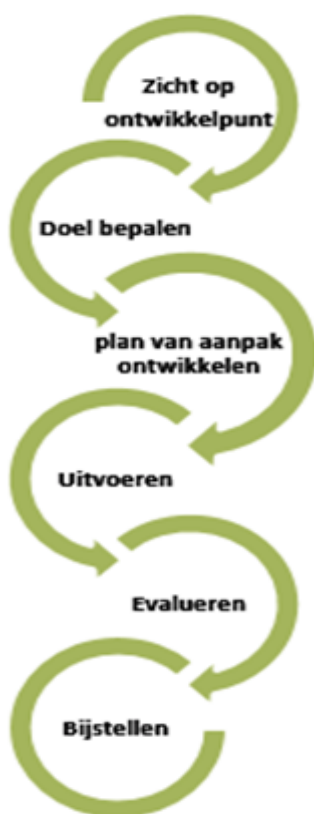 Zicht op
ontwikkelpunt
Doel bepalen
plan van aanpak
ontwikkelen
Uitvoeren
Evalueren
Bijstellen